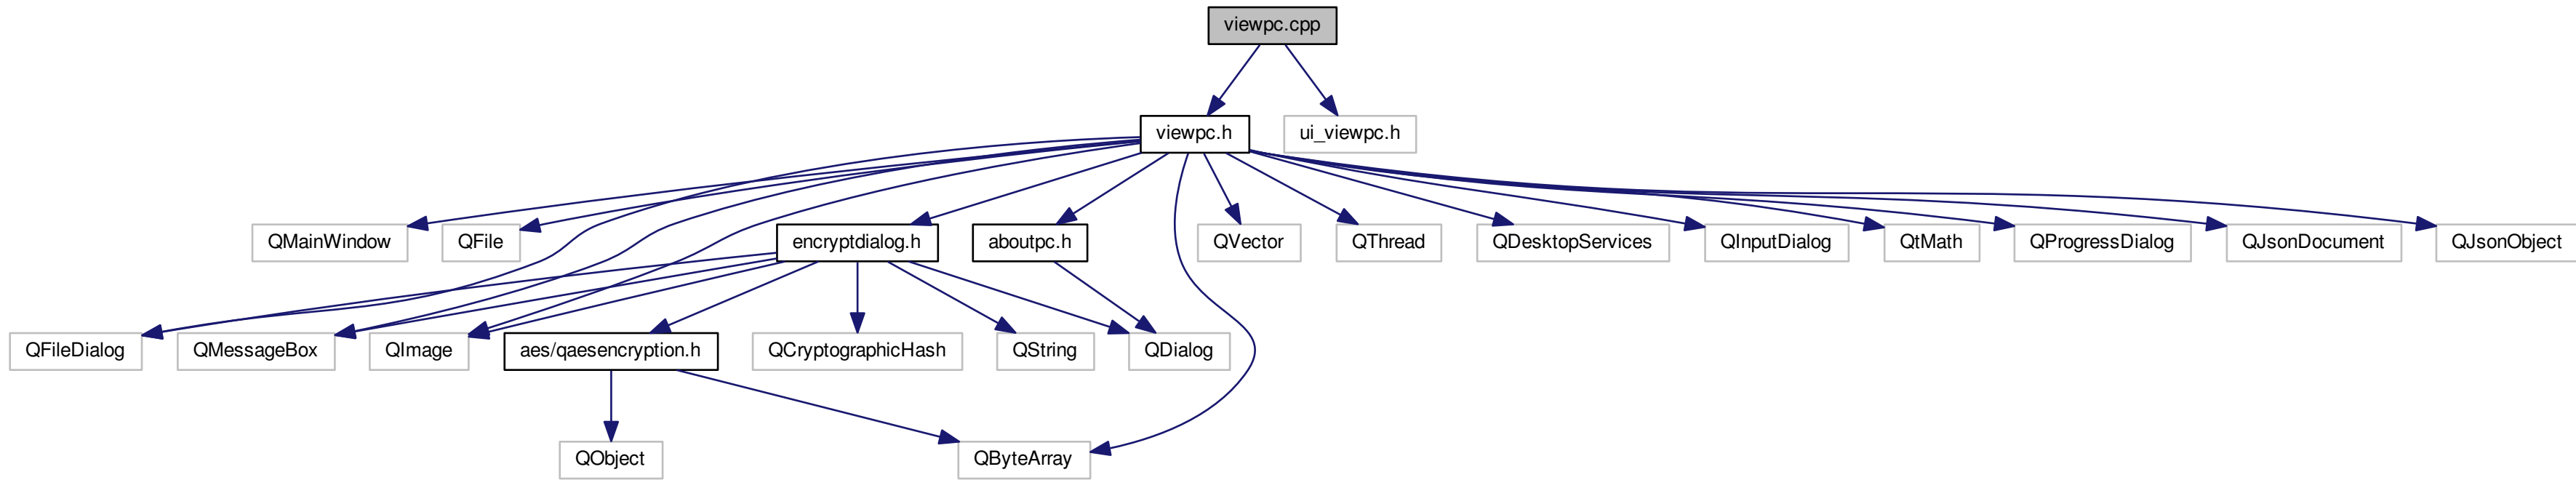 viewpc.cpp
viewpc.h
ui_viewpc.h
QMainWindow
QFile
encryptdialog.h
aboutpc.h
QVector
QThread
QDesktopServices
QInputDialog
QtMath
QProgressDialog
QJsonDocument
QJsonObject
QFileDialog
QMessageBox
QImage
aes/qaesencryption.h
QCryptographicHash
QString
QDialog
QObject
QByteArray